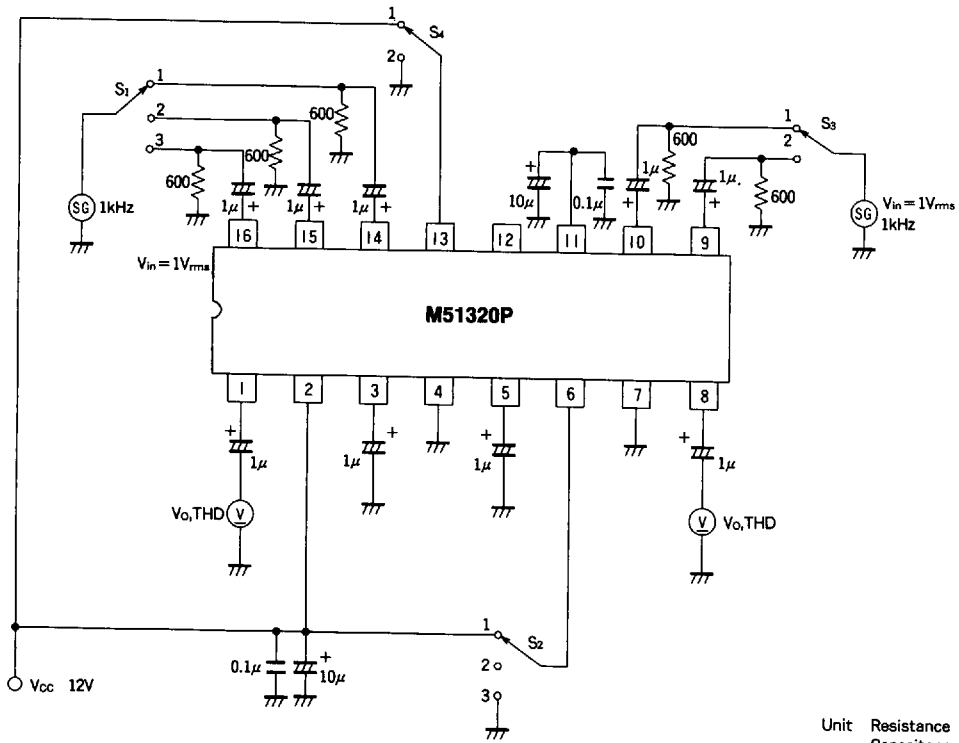 1 S4
2
S1 1
2
3
600
600
600
1μ + 1μ + 1μ +
SG 1kHz
Vin=1Vrms
16 15 14 13 12 11 10 9
+ 10μ 0.1μ
1μ + 600
1μ. + 600
1 S3
2
SG Vin=1Vrms
1kHz
M51320P
1 2 3 4 5 6 7 8
+ 1μ
+ 1μ
+ 1μ
+ 1μ
Vo,THD V
V Vo,THD
0.1μ + 10μ
1 S2
2
3
Vcc 12V
Unit Resistance